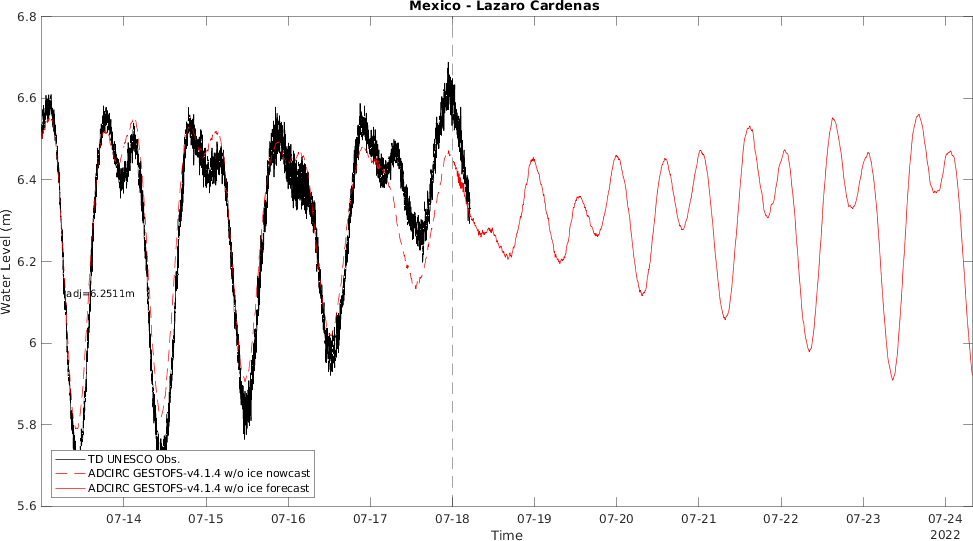 Mexico - Lazaro Cardenas
6.8
6.6
6.4
6.2
6
5.8
5.6
Water Level (m)
adj=6.2511m
TD UNESCO Obs.
ADCIRC GESTOFS-v4.1.4 w/o ice nowcast
ADCIRC GESTOFS-v4.1.4 w/o ice forecast
07-14 07-15 07-16 07-17 07-18 07-19 07-20 07-21 07-22 07-23 07-24
2022
Time